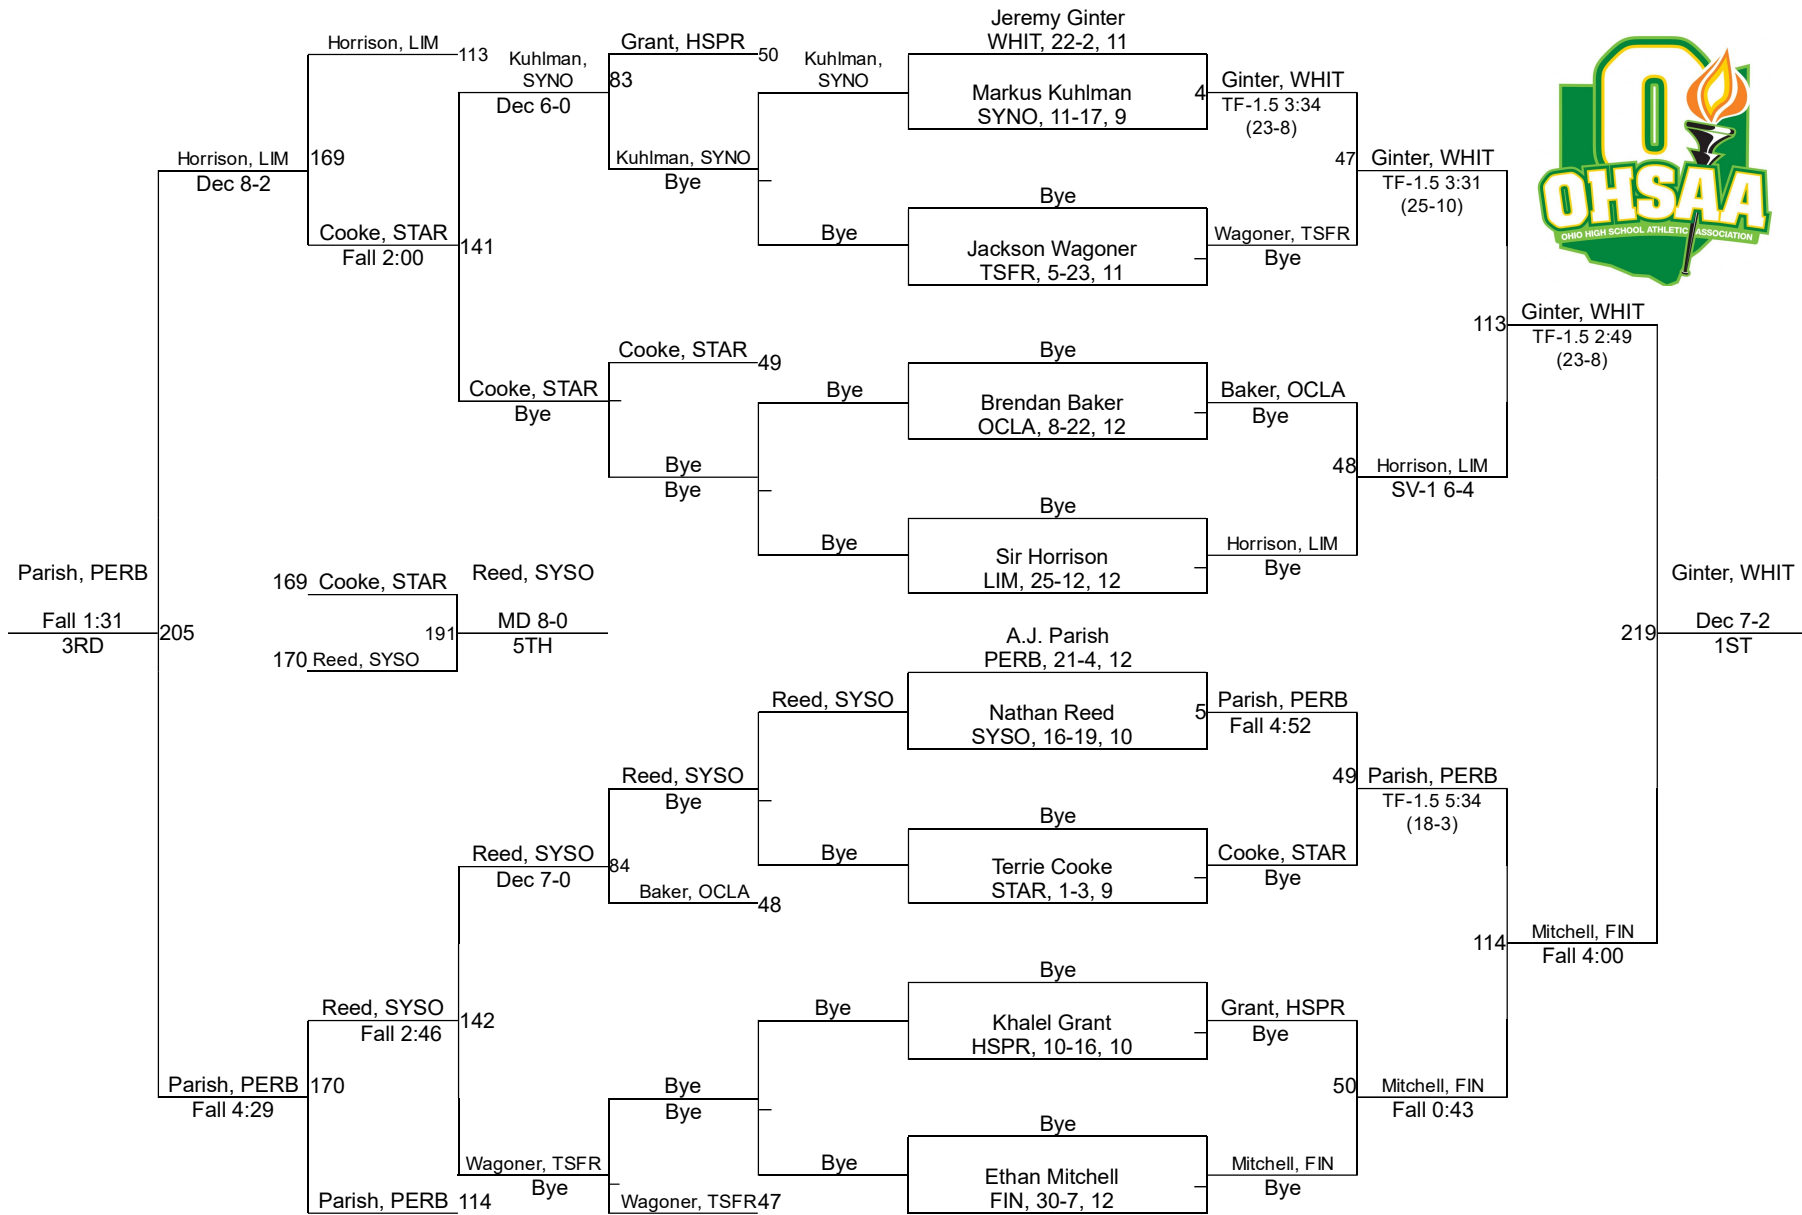 Jeremy Ginter
WHIT, 22-2, 11
Markus Kuhlman
SYNO, 11-17, 9
4
Bye
Jackson Wagoner
TSFR, 5-23, 11
Bye
Brendan Baker
OCLA, 8-22, 12
Bye
Sir Horrison
LIM, 25-12, 12
A.J. Parish
PERB, 21-4, 12
Nathan Reed
SYSO, 16-19, 10
5
Bye
Terrie Cooke
STAR, 1-3, 9
Bye
Khalel Grant
HSPR, 10-16, 10
Bye
Ethan Mitchell
FIN, 30-7, 12
Ginter, WHIT
TF-1.5 3:34
(23-8)
47
Wagoner, TSFR
Bye
Baker, OCLA
Bye
48
Horrison, LIM
Bye
Parish, PERB
Fall 4:52
49
Cooke, STAR
Bye
Grant, HSPR
Bye
50
Mitchell, FIN
Bye
Ginter, WHIT
TF-1.5 3:31
(25-10)
113
Horrison, LIM
SV-1 6-4
Parish, PERB
TF-1.5 5:34
(18-3)
114
Mitchell, FIN
Fall 0:43
Ginter, WHIT
TF-1.5 2:49
(23-8)
219
Mitchell, FIN
Fall 4:00
Ginter, WHIT
Dec 7-2
1ST
Kuhlman,
SYNO
Bye
Bye
Bye
Reed, SYSO
Bye
Bye
Bye
Grant, HSPR
50
83
Kuhlman, SYNO
Bye
Cooke, STAR
49
Bye
Bye
Reed, SYSO
Bye
84
Baker, OCLA
48
Bye
Bye
Wagoner, TSFR
47
Kuhlman,
SYNO
Dec 6-0
141
Cooke, STAR
Bye
Reed, SYSO
Dec 7-0
142
Wagoner, TSFR
Bye
Horrison, LIM
113
169
Cooke, STAR
Fall 2:00
Reed, SYSO
Fall 2:46
170
Parish, PERB
114
Horrison, LIM
Dec 8-2
205
Parish, PERB
Fall 4:29
Parish, PERB
Fall 1:31
3RD
169
Cooke, STAR
191
170
Reed, SYSO
Reed, SYSO
MD 8-0
5TH
O
OHSAA
OHIO HIGH SCHOOL ATHLETIC ASSOCIATION